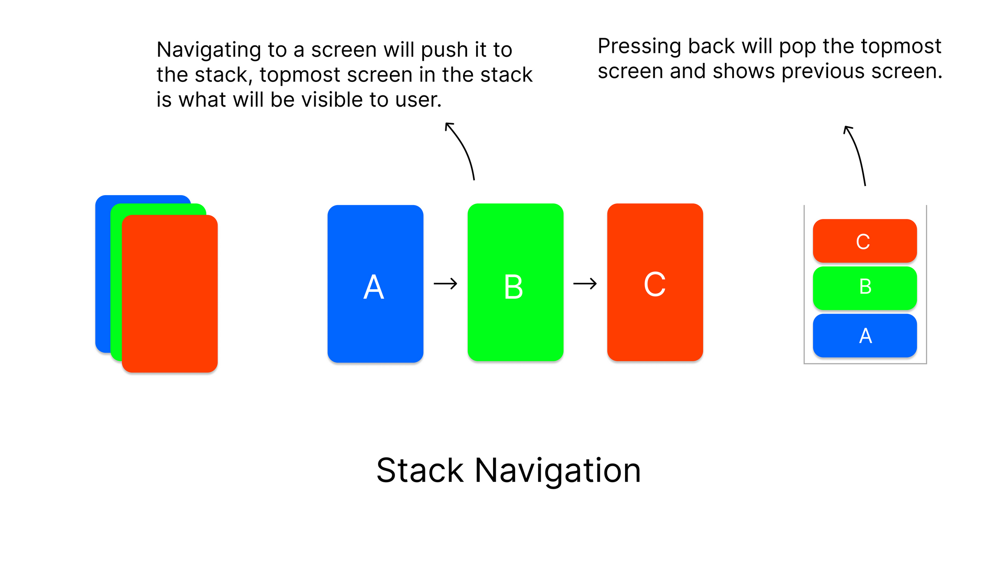 Navigating to a screen will push it to
the stack, topmost screen in the stack
is what will be visible to user.
Pressing back will pop the topmost
screen and shows previous screen.
A
B
C
C
B
A
Stack Navigation